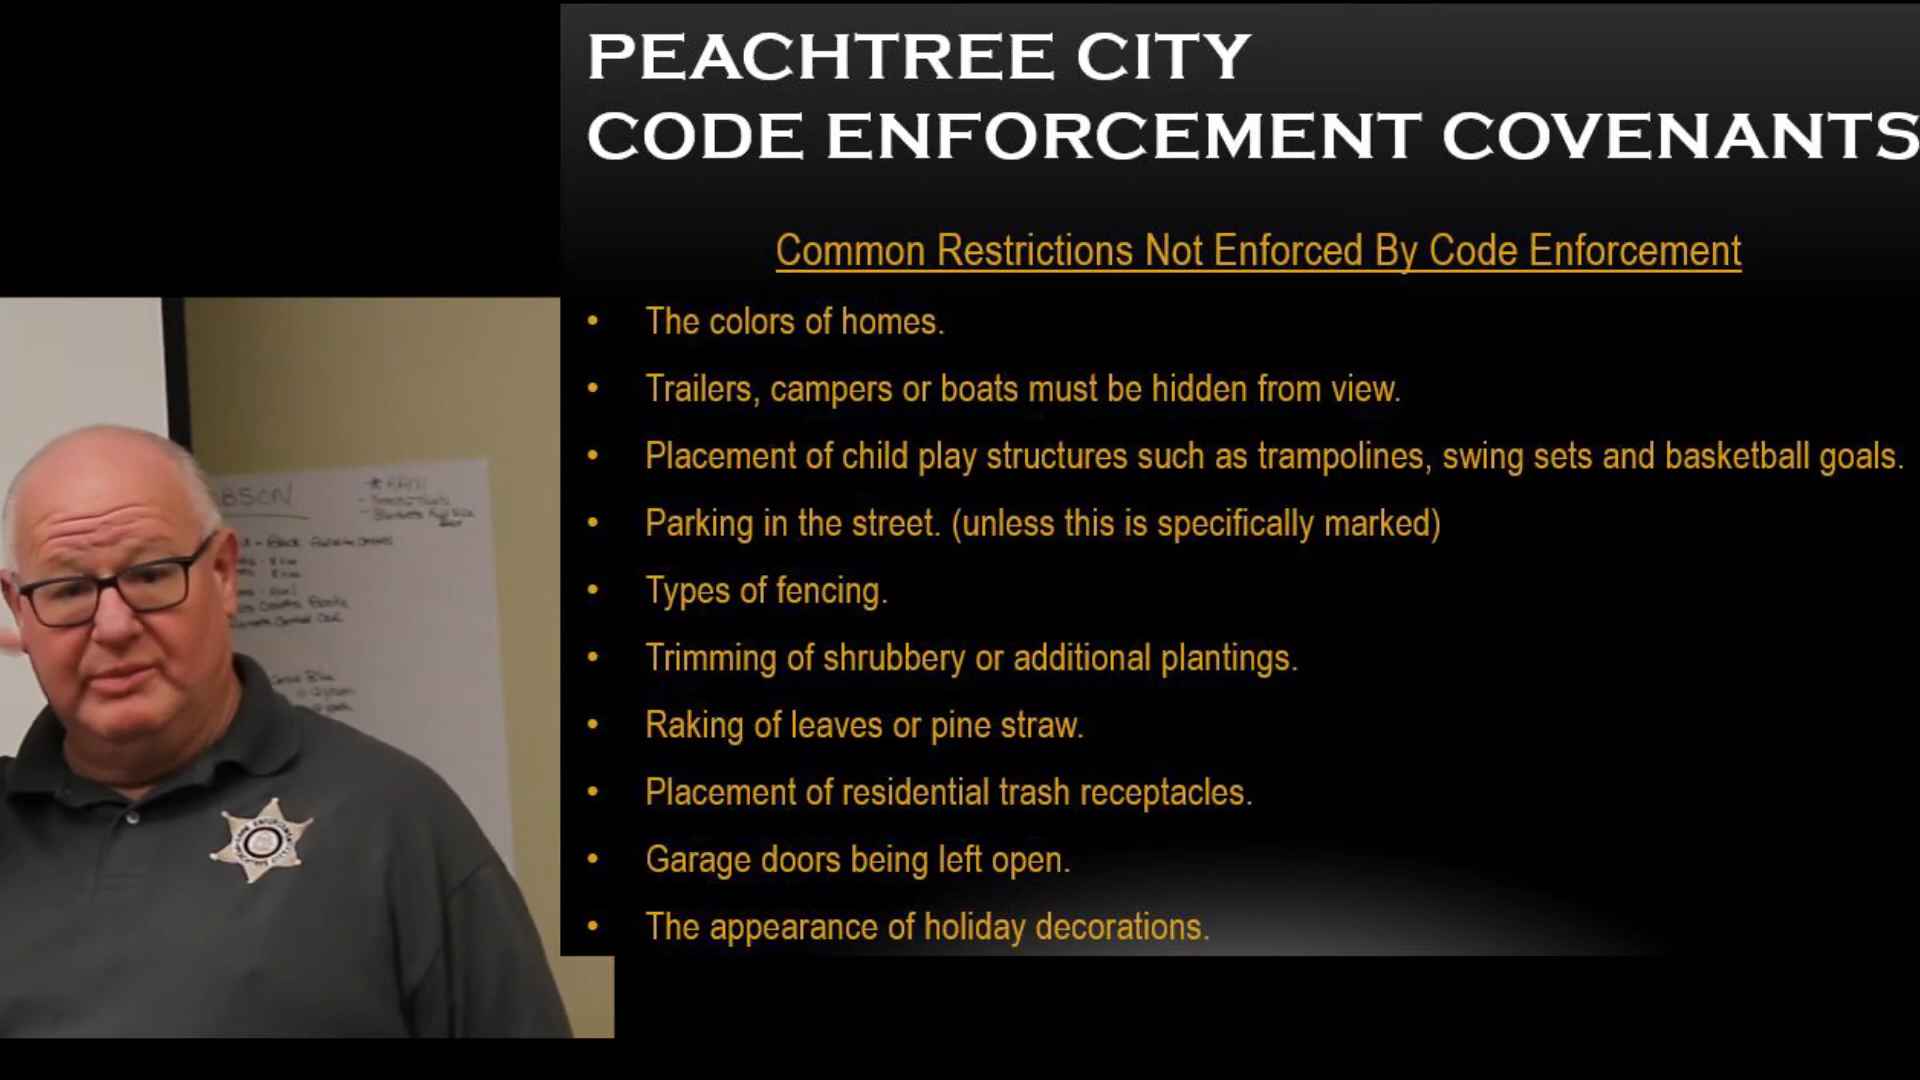 PEACHTREE CITY
CODE ENFORCEMENT COVENANTS
Common Restrictions Not Enforced By Code Enforcement
• The colors of homes.
• Trailers, campers or boats must be hidden from view.
• Placement of child play structures such as trampolines, swing sets and basketball goals.
• Parking in the street. (unless this is specifically marked)
• Types of fencing.
• Trimming of shrubbery or additional plantings.
• Raking of leaves or pine straw.
• Placement of residential trash receptacles.
• Garage doors being left open.
• The appearance of holiday decorations.
BSON
CODE ENFORCEMENT